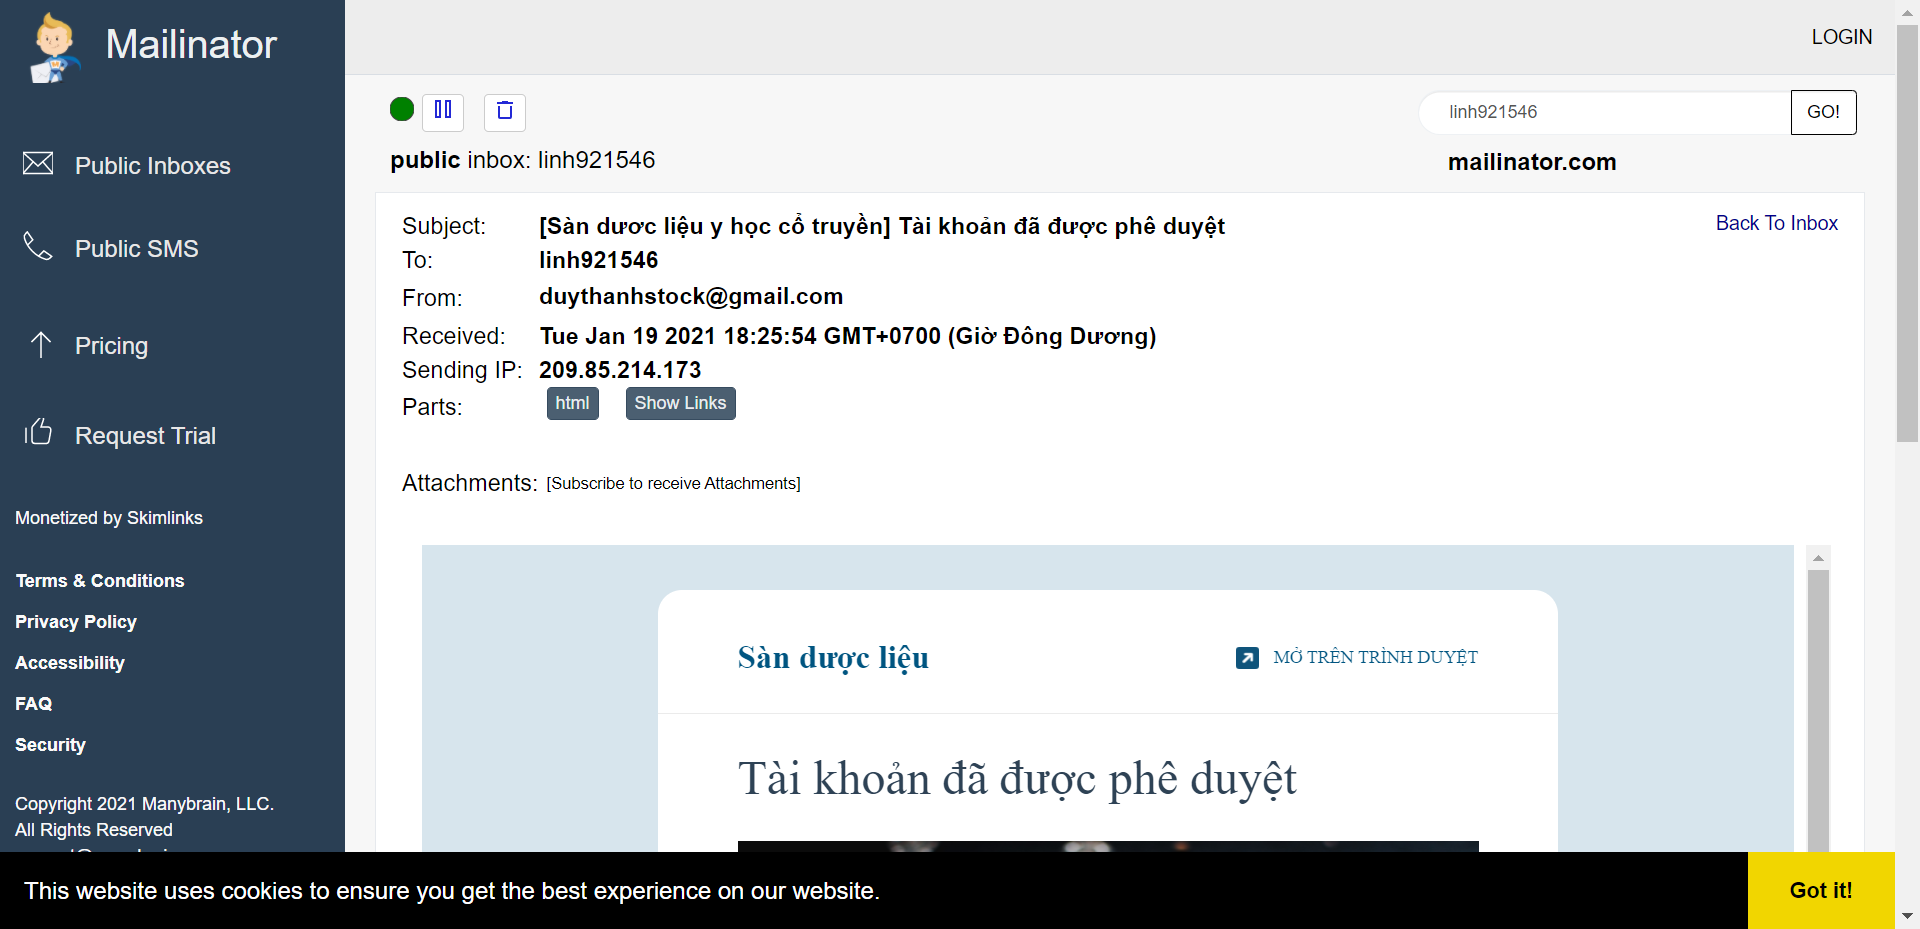 Mailinator
LOGIN
linh921546
GO!
public inbox: linh921546
mailinator.com
Public Inboxes
Public SMS
Pricing
Request Trial
Monetized by Skimlinks
Terms & Conditions
Privacy Policy
Accessibility
FAQ
Security
Copyright 2021 Manybrain, LLC.
All Rights Reserved
Subject: [Sàn dươc liệu y học cổ truyền] Tài khoản đã được phê duyệt
Back To Inbox
To: linh921546
From: duythanhstock@gmail.com
Received: Tue Jan 19 2021 18:25:54 GMT+0700 (Giờ Đông Dương)
Sending IP: 209.85.214.173
Parts: html Show Links
Attachments: [Subscribe to receive Attachments]
Sàn dược liệu
MỞ TRÊN TRÌNH DUYỆT
Tài khoản đã được phê duyệt
This website uses cookies to ensure you get the best experience on our website.
Got it!